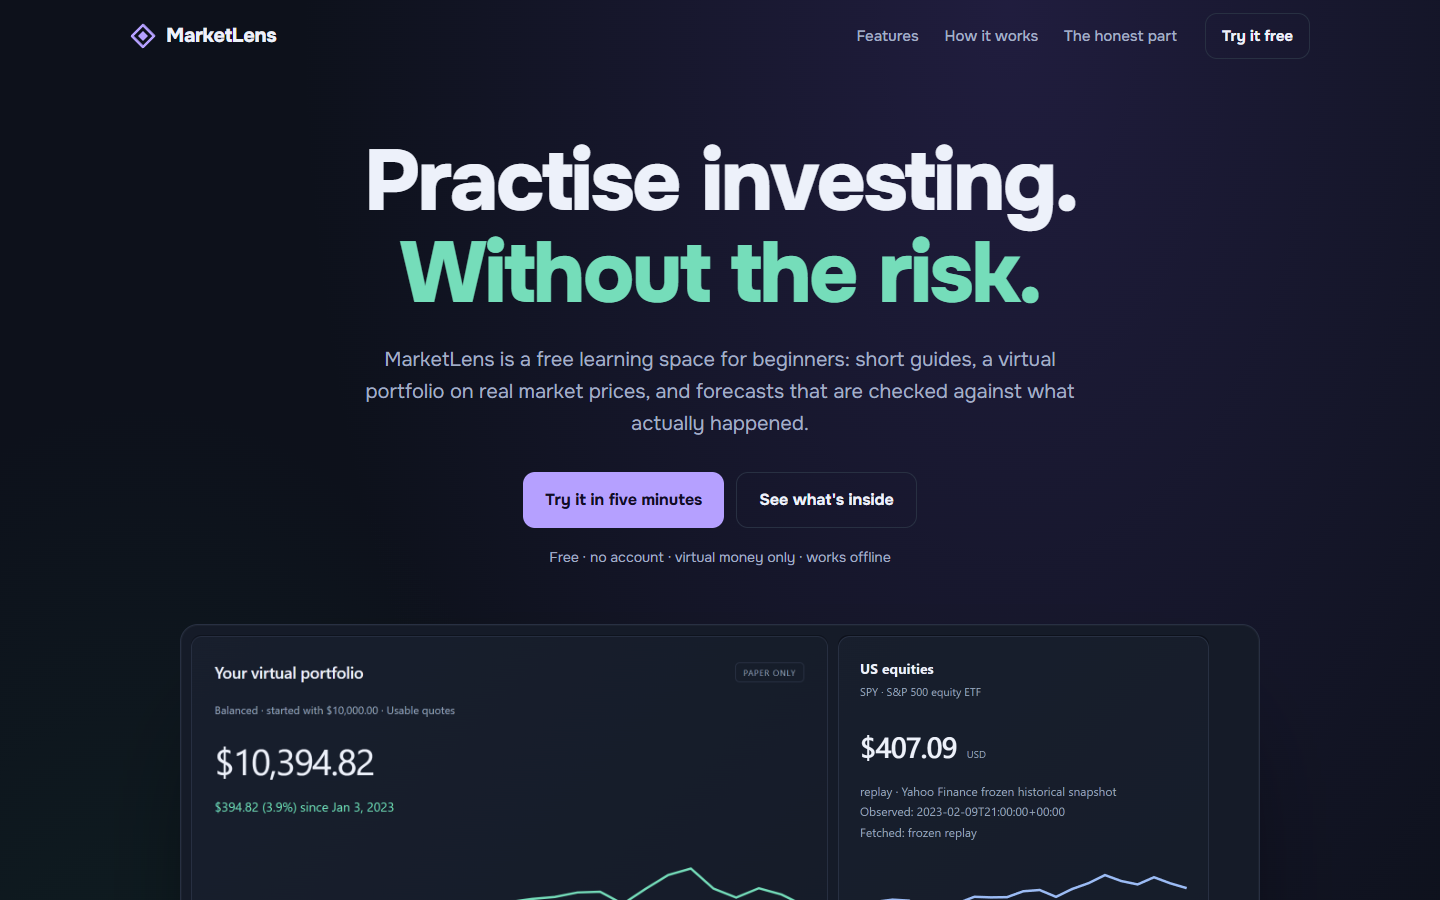 MarketLens
Features
How it works
The honest part
Try it free
Practise investing.
Without the risk.
MarketLens is a free learning space for beginners: short guides, a virtual
portfolio on real market prices, and forecasts that are checked against what
actually happened.
Try it in five minutes
See what's inside
Free · no account · virtual money only · works offline
Your virtual portfolio
PAPER ONLY
Balanced · started with $10,000.00 · Usable quotes
$10,394.82
$394.82 (3.9%) since Jan 3, 2023
US equities
SPY · S&P 500 equity ETF
$407.09 USD
replay · Yahoo Finance frozen historical snapshot
Observed: 2023-02-09T21:00:00+00:00
Fetched: frozen replay